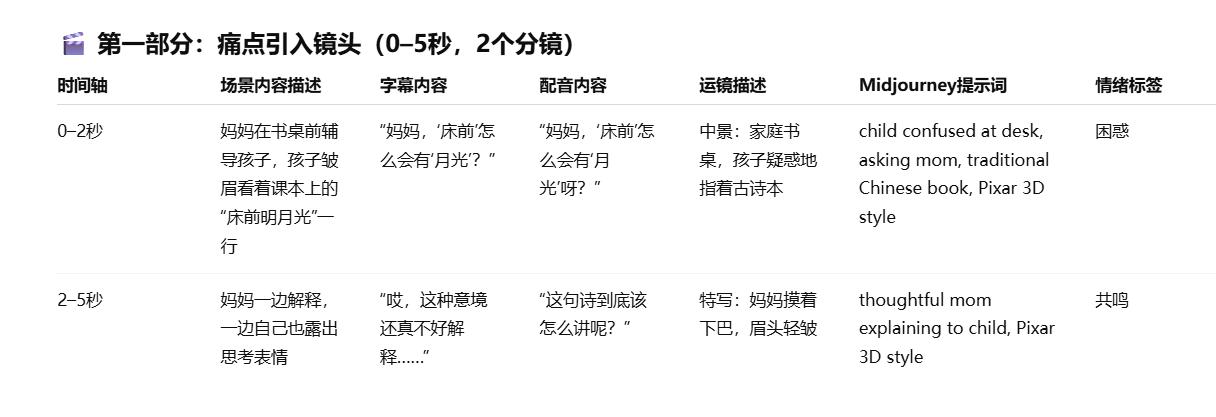 🎬 第一部分：痛点引入镜头（0–5秒，2个分镜）
时间轴 场景内容描述 字幕内容 配音内容 运镜描述 Midjourney提示词 情绪标签
0–2秒
妈妈在书桌前辅
导孩子，孩子皱
眉看着课本上的
“床前明月光”一
行
“妈妈，‘床前’怎
么会有‘月光’？”
“妈妈，‘床前’怎
么会有‘月
光’呀？”
中景：家庭书
桌，孩子疑惑地
指着古诗本
child confused at desk,
asking mom, traditional
Chinese book, Pixar 3D
style
困惑
2–5秒
妈妈一边解释，
一边自己也露出
思考表情
“哎，这种意境
还真不好解
释……”
“这句诗到底该
怎么讲呢？”
特写：妈妈摸着
下巴，眉头轻皱
thoughtful mom
explaining to child, Pixar
3D style
共鸣